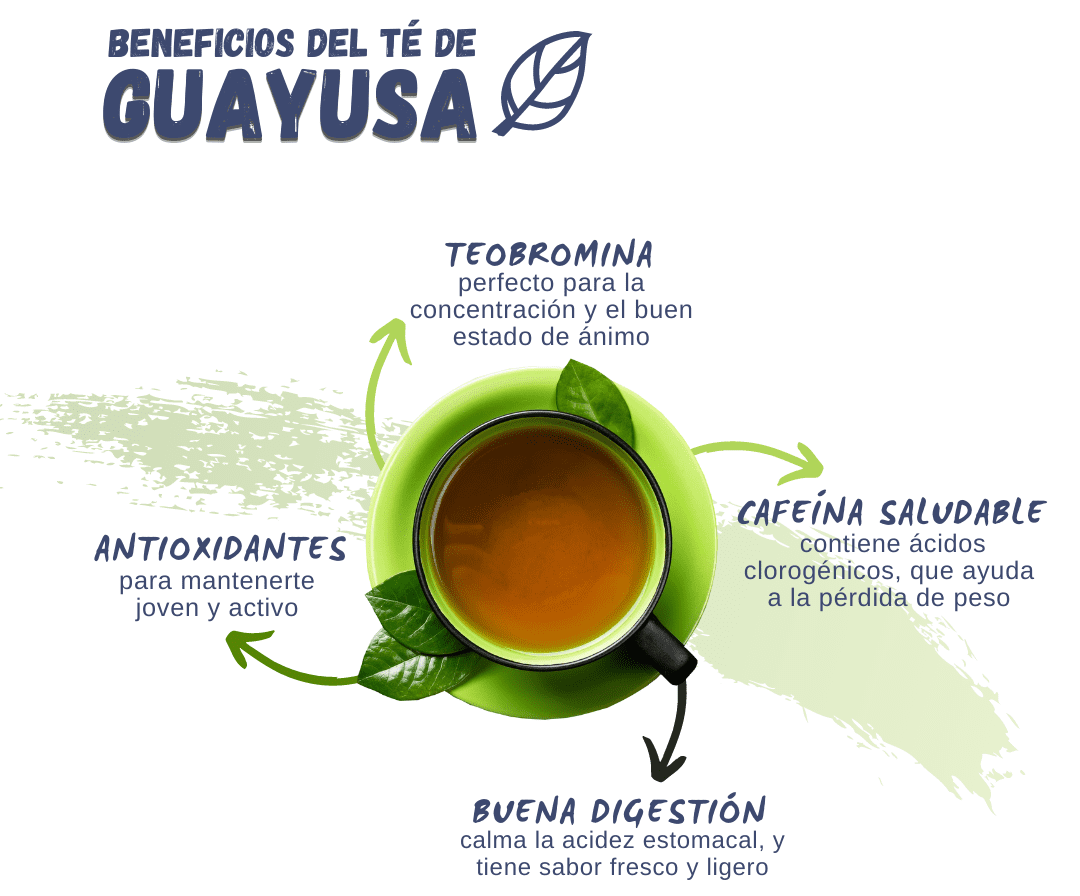 BENEFICIOS DEL TÉ DE
GUAYUSA
TEOBROMINA
perfecto para la
concentración y el buen
estado de ánimo
CAFEÍNA SALUDABLE
contiene ácidos
clorogénicos, que ayuda
a la pérdida de peso
ANTIOXIDANTES
para mantenerte
joven y activo
BUENA DIGESTIÓN
calma la acidez estomacal, y
tiene sabor fresco y ligero